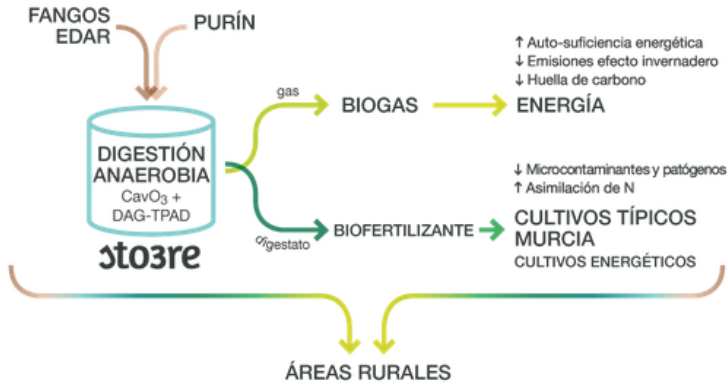 FANGOS
EDAR
PURÍN
DIGESTIÓN
ANAEROBIA
CavO₃ +
DAG-TPAD
sto3re
gas
BIOGAS
↑ Auto-suficiencia energética
↓ Emisiones efecto invernadero
↓ Huella de carbono
ENERGÍA
digestato
BIOFERTILIZANTE
↓ Microcontaminantes y patógenos
↑ Asimilación de N
CULTIVOS TÍPICOS
MURCIA
CULTIVOS ENERGÉTICOS
ÁREAS RURALES